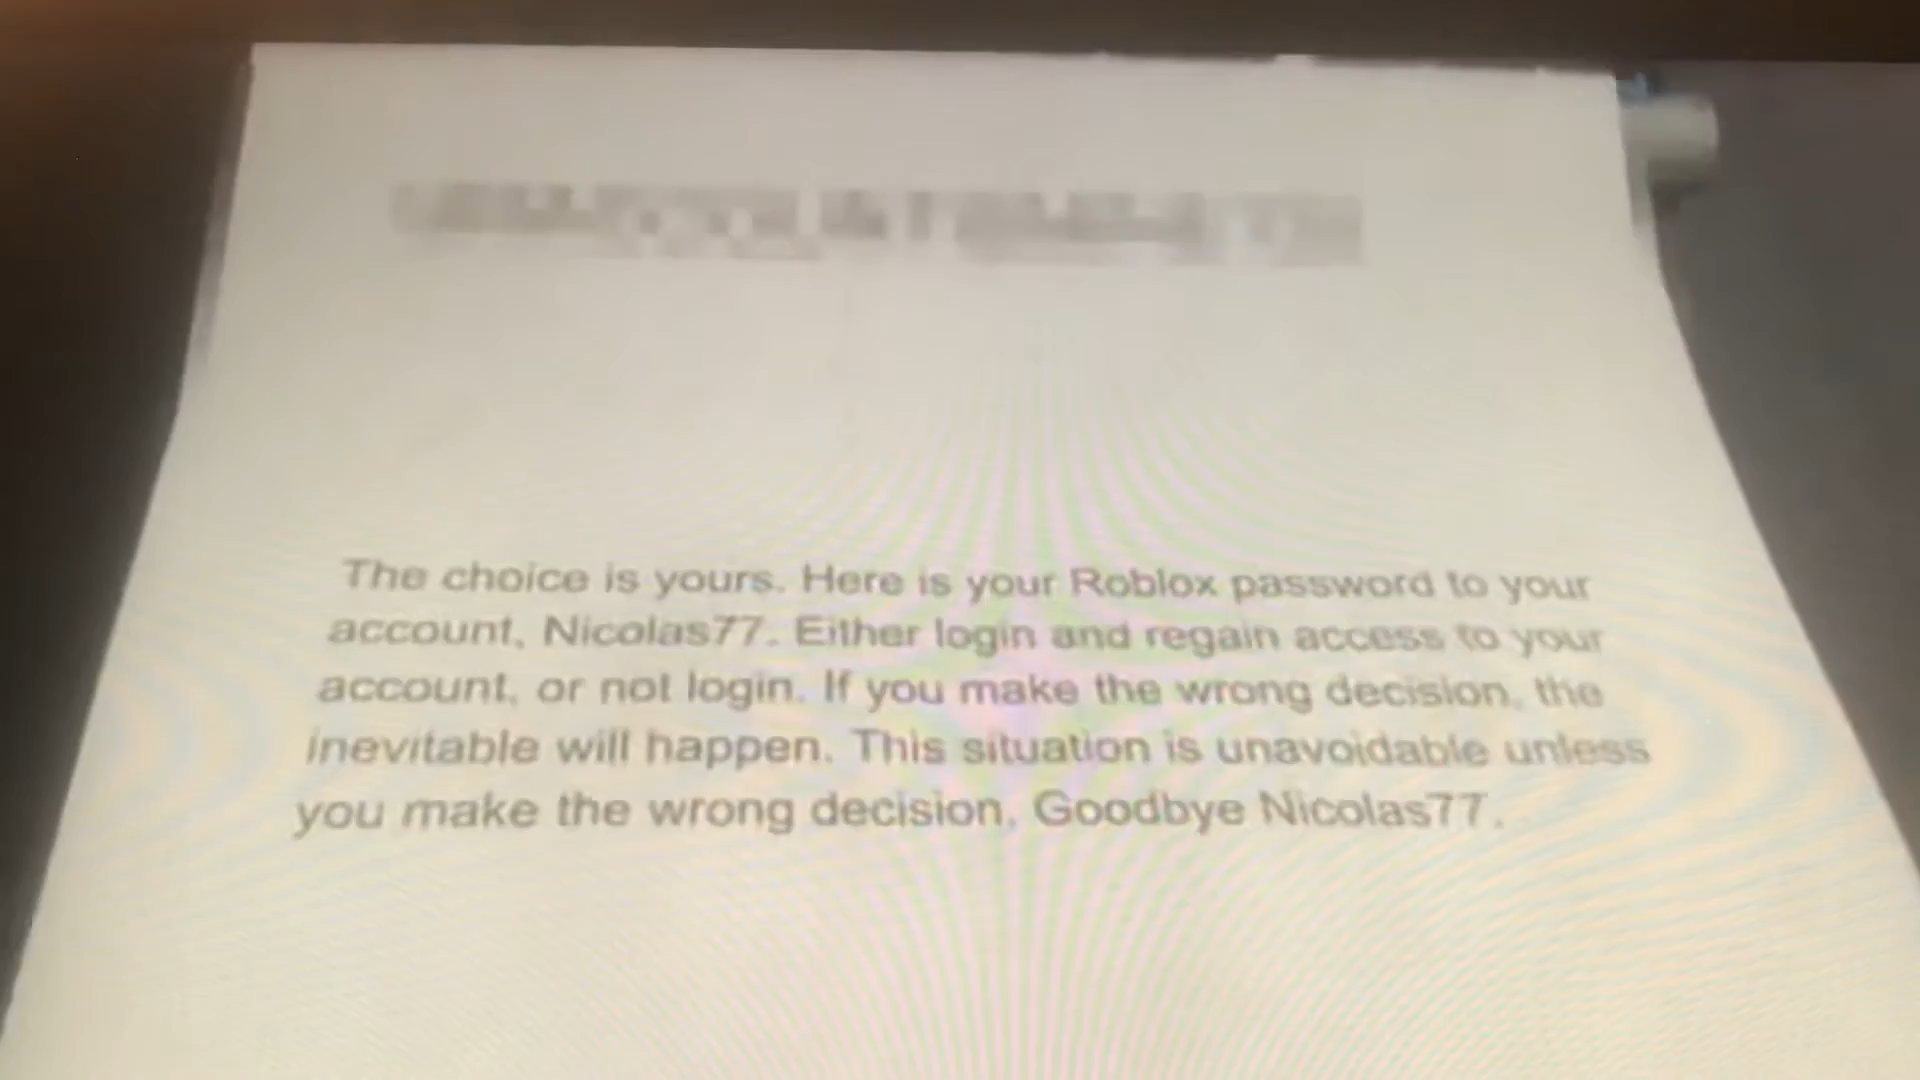 The choice is yours. Here is your Roblox password to your
account, Nicolas77. Either login and regain access to your
account, or not login. If you make the wrong decision, the
inevitable will happen. This situation is unavoidable unless
you make the wrong decision. Goodbye Nicolas77.